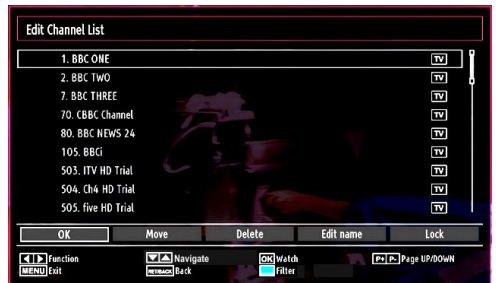 Edit Channel List
1. BBC ONE TV
2. BBC TWO TV
7. BBC THREE TV
70. CBBC Channel TV
80. BBC NEWS 24 TV
105. BBCi TV
503. ITV HD Trial TV
504. Ch4 HD Trial TV
505. five HD Trial TV
OK Move Delete Edit name Lock
Function Navigate OK Watch P+ P- Page UP/DOWN
MENU Exit RET/BACK Back Filter